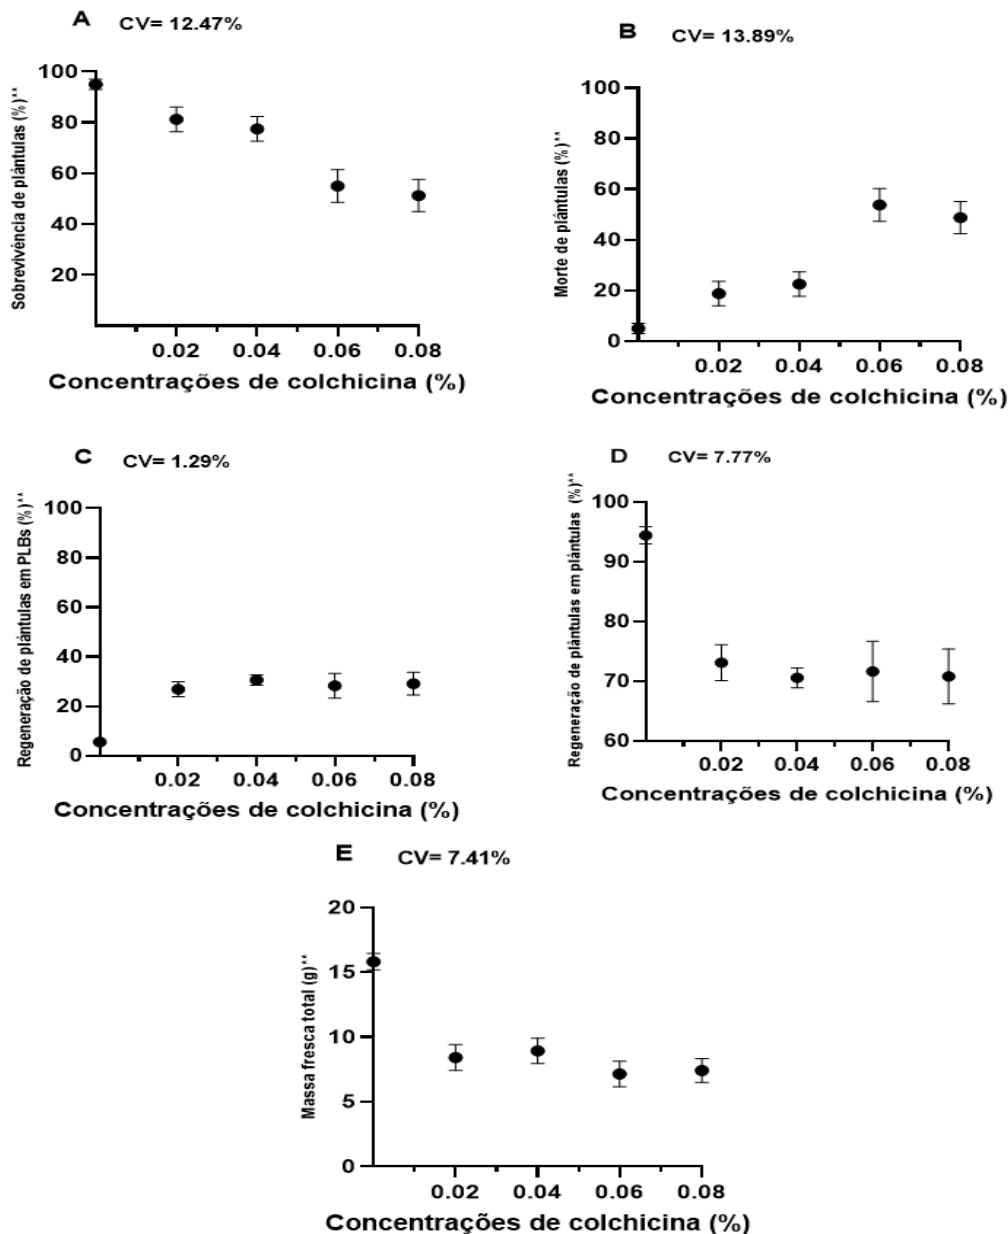 A CV= 12.47%
Sobrevivência de plántulas (%)**
100
80
60
40
20
0.02 0.04 0.06 0.08
Concentrações de colchicina (%)
B CV= 13.89%
Morte de plántulas (%)**
100
80
60
40
20
0
0.02 0.04 0.06 0.08
Concentrações de colchicina (%)
C CV= 1.29%
Regeneração de plántulas em PLBs (%)**
100
80
60
40
20
0
0.02 0.04 0.06 0.08
Concentrações de colchicina (%)
D CV= 7.77%
Regeneração de plántulas em plántulas (%)**
100
90
80
70
60
0.02 0.04 0.06 0.08
Concentrações de colchicina (%)
E CV= 7.41%
Massa fresca total (g)**
20
15
10
5
0
0.02 0.04 0.06 0.08
Concentrações de colchicina (%)